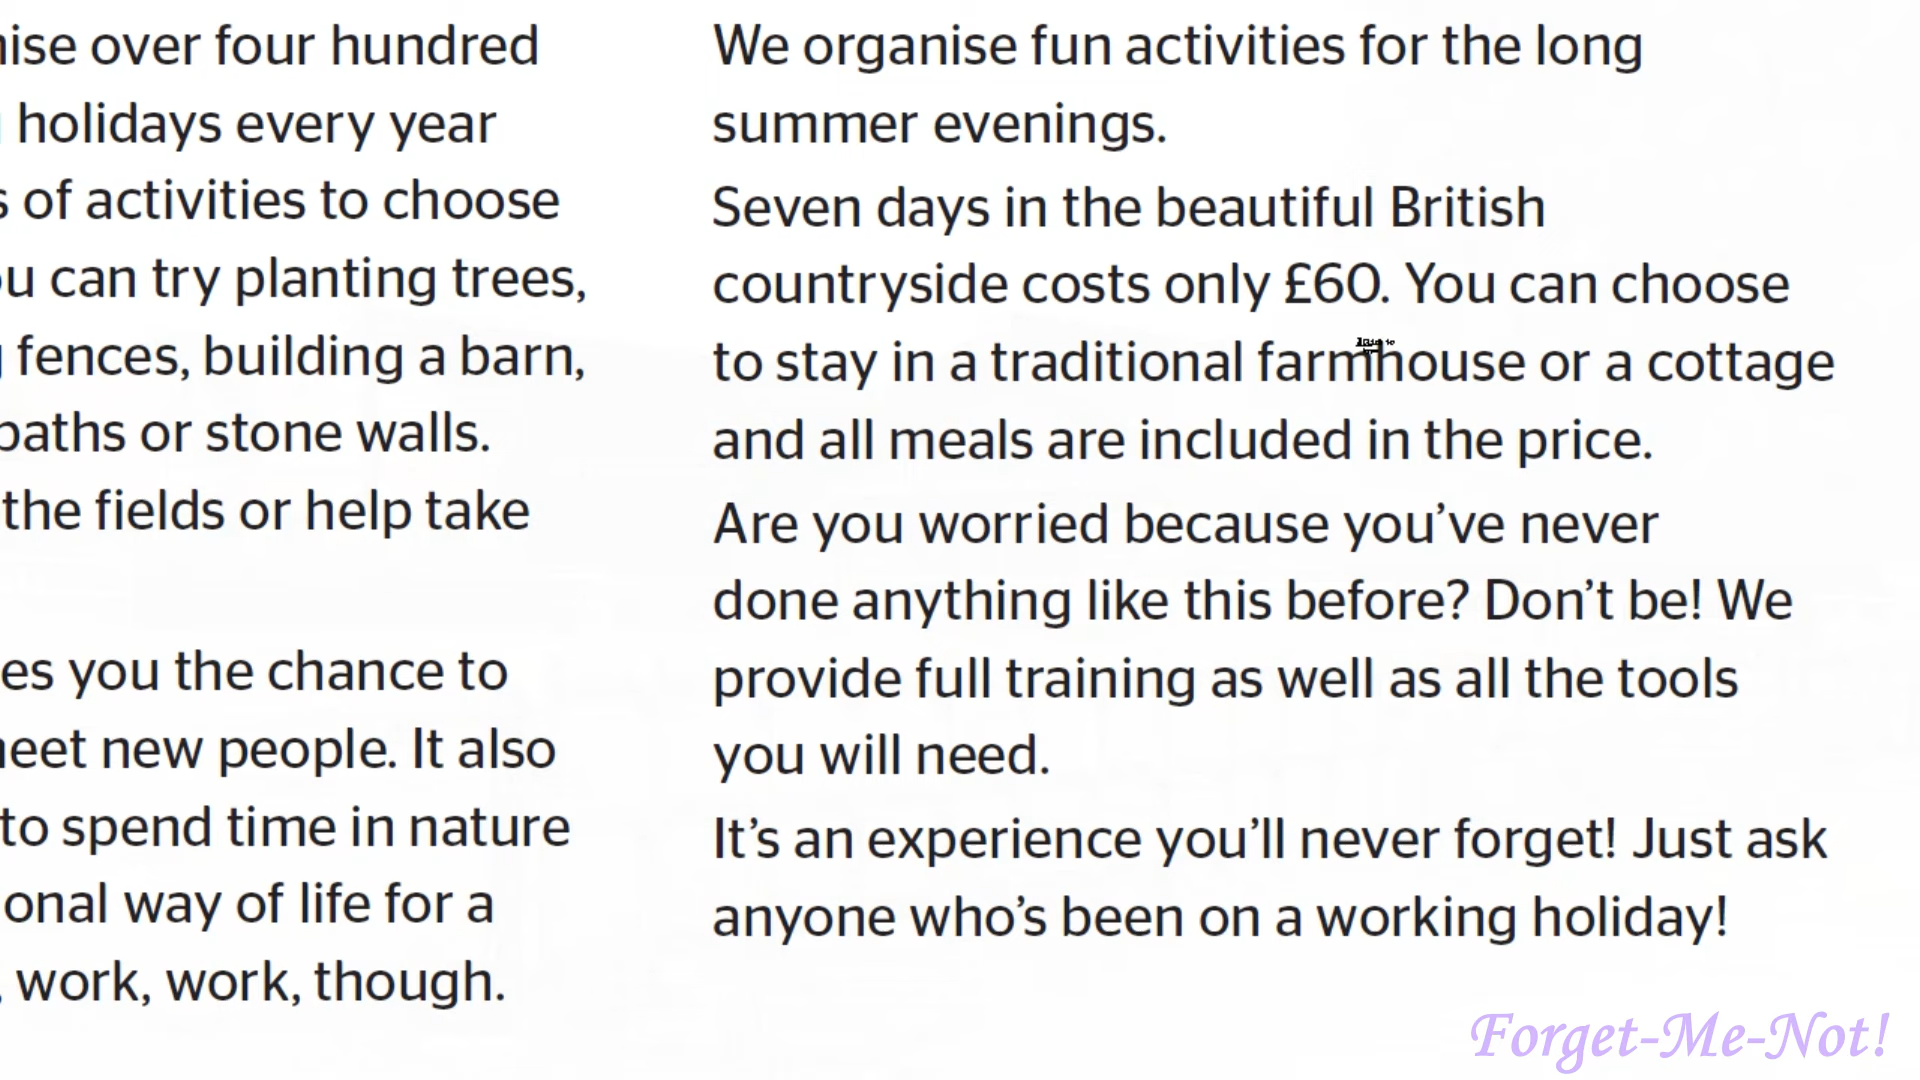 ise over four hundred
holidays every year
of activities to choose
can try planting trees,
fences, building a barn,
paths or stone walls.
the fields or help take
es you the chance to
eet new people. It also
to spend time in nature
onal way of life for a
work, work, though.
We organise fun activities for the long
summer evenings.
Seven days in the beautiful British
countryside costs only £60. You can choose
to stay in a traditional farmhouse or a cottage
and all meals are included in the price.
Are you worried because you’ve never
done anything like this before? Don’t be! We
provide full training as well as all the tools
you will need.
It’s an experience you’ll never forget! Just ask
anyone who’s been on a working holiday!
Forget-Me-Not!